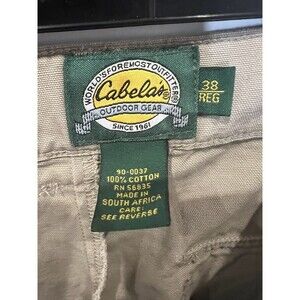 WORLD'S FOREMOST OUTFITTER
Cabela's
OUTDOOR GEAR
SINCE 1961
38
REG
90-0037
100% COTTON
RN 56835
MADE IN
SOUTH AFRICA
CARE:
SEE REVERSE